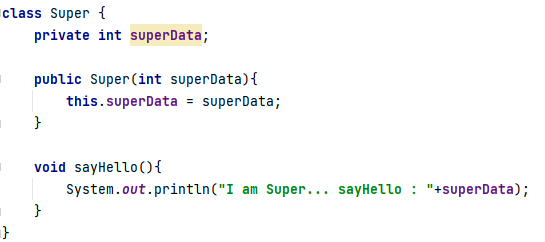 class Super {
private int superData;
public Super(int superData){
this.superData = superData;
}
void sayHello(){
System.out.println("I am Super... sayHello : "+superData);
}
}